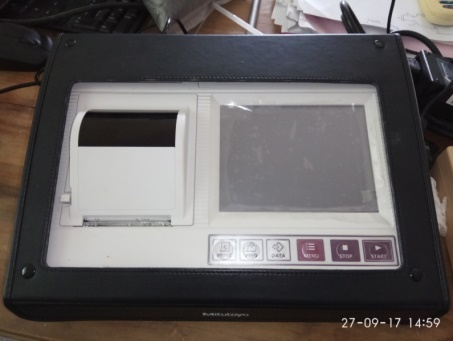 DATA
MENU
STOP
START
Mitutoyo
27-09-17 14:59